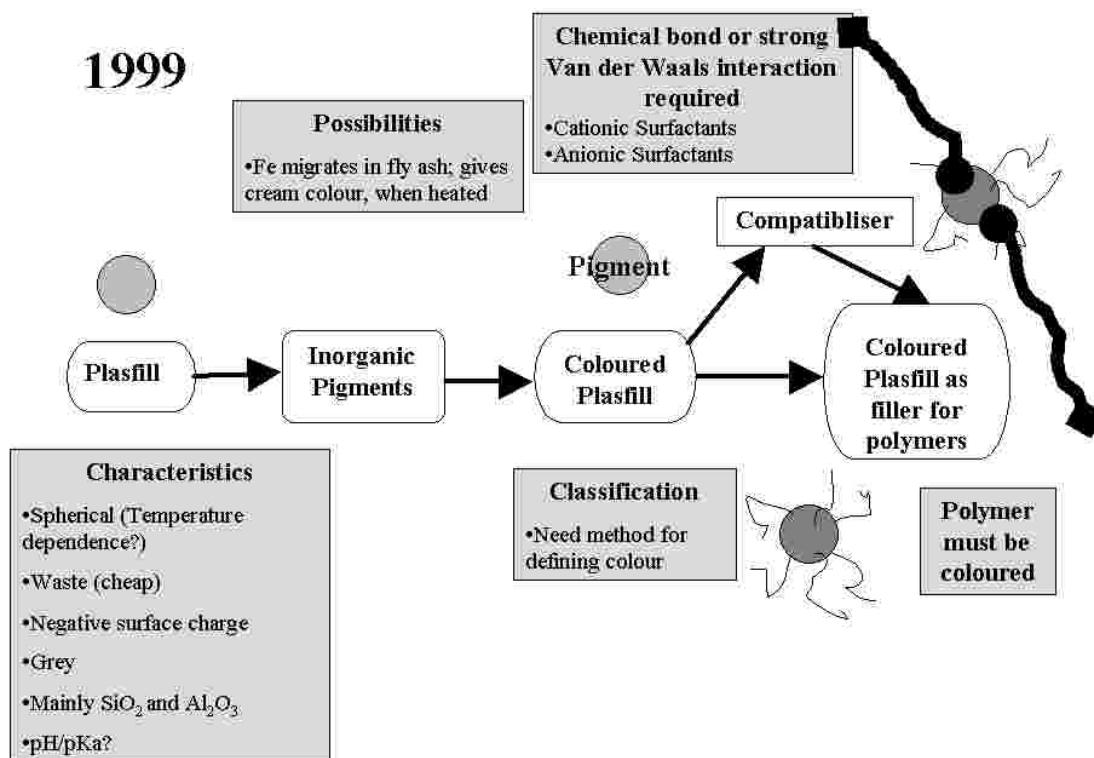 1999
Chemical bond or strong
Van der Waals interaction
required
•Cationic Surfactants
•Anionic Surfactants
Possibilities
•Fe migrates in fly ash; gives
cream colour, when heated
Compatibliser
Pigment
Plasfill
Inorganic
Pigments
Coloured
Plasfill
Coloured
Plasfill as
filler for
polymers
Characteristics
•Spherical (Temperature
dependence?)
•Waste (cheap)
•Negative surface charge
•Grey
•Mainly SiO₂ and Al₂O₃
•pH/pKa?
Classification
•Need method for
defining colour
Polymer
must be
coloured